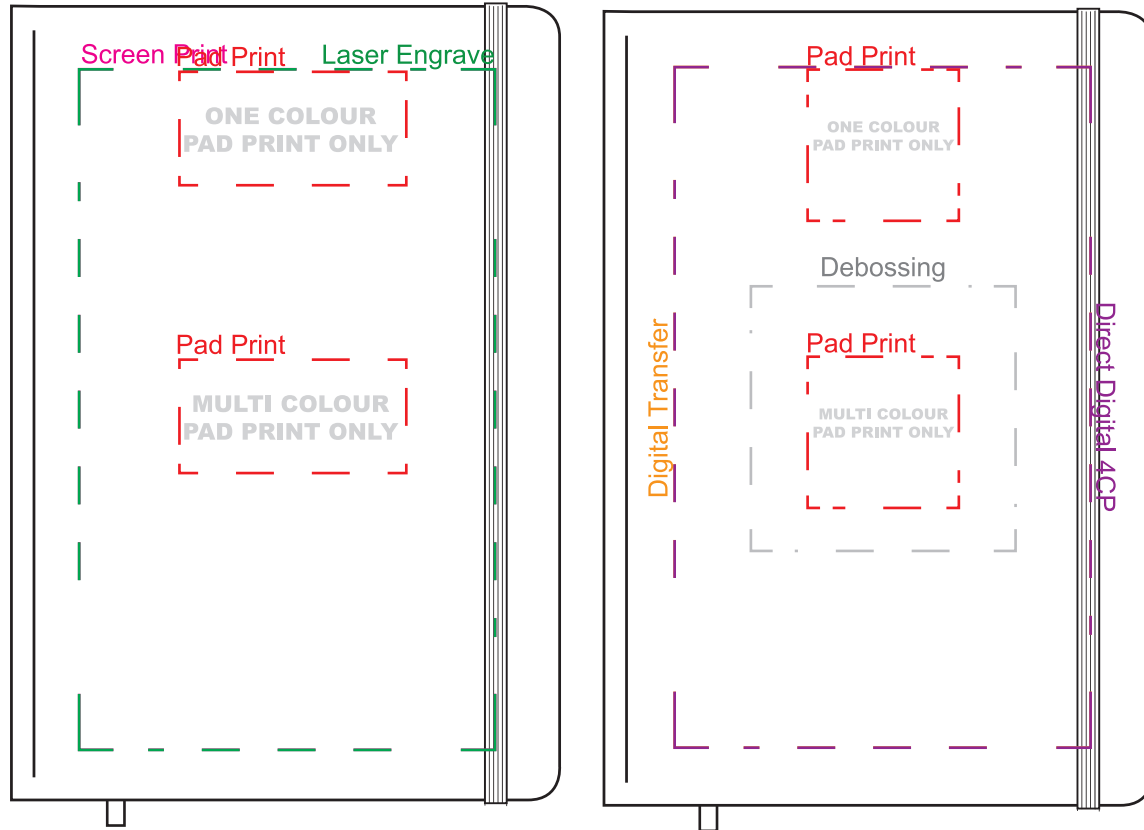 Screen Print
Pad Print
Laser Engrave
ONE COLOUR
PAD PRINT ONLY
Pad Print
MULTI COLOUR
PAD PRINT ONLY
Pad Print
ONE COLOUR
PAD PRINT ONLY
Debossing
Digital Transfer
Direct Digital 4CP
Pad Print
MULTI COLOUR
PAD PRINT ONLY